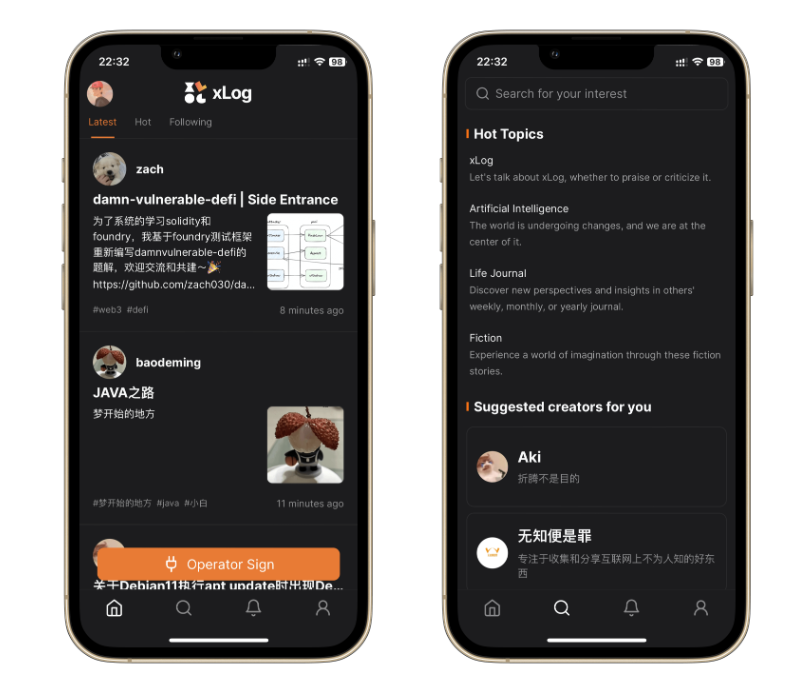 22:32
98
xLog
Latest
Hot
Following
zach
damn-vulnerable-defi | Side Entrance
为了系统的学习solidity和
foundry，我基于foundry测试框架
重新编写damnvulnerable-defi的
题解，欢迎交流和共建～🎉
https://github.com/zach030/da...
#web3 #defi
8 minutes ago
baodeming
JAVA之路
梦开始的地方
#梦开始的地方 #java #小白
11 minutes ago
Operator Sign
关于Debian11执行apt update时出现De...
22:32
98
Search for your interest
Hot Topics
xLog
Let's talk about xLog, whether to praise or criticize it.
Artificial Intelligence
The world is undergoing changes, and we are at the
center of it.
Life Journal
Discover new perspectives and insights in others'
weekly, monthly, or yearly journal.
Fiction
Experience a world of imagination through these fiction
stories.
Suggested creators for you
Aki
折腾不是目的
无知便是罪
专注于收集和分享互联网上不为人知的好东
西